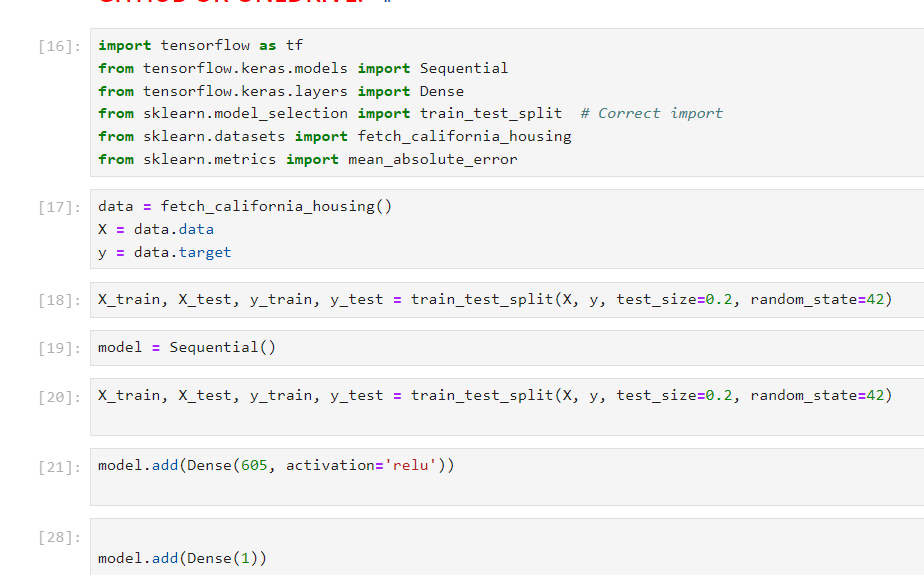 GITHUB OR ONEDRIVE. "
[16]:
import tensorflow as tf
from tensorflow.keras.models import Sequential
from tensorflow.keras.layers import Dense
from sklearn.model_selection import train_test_split  # Correct import
from sklearn.datasets import fetch_california_housing
from sklearn.metrics import mean_absolute_error
[17]:
data = fetch_california_housing()
X = data.data
y = data.target
[18]:
X_train, X_test, y_train, y_test = train_test_split(X, y, test_size=0.2, random_state=42)
[19]:
model = Sequential()
[20]:
X_train, X_test, y_train, y_test = train_test_split(X, y, test_size=0.2, random_state=42)
[21]:
model.add(Dense(605, activation='relu'))
[28]:
model.add(Dense(1))